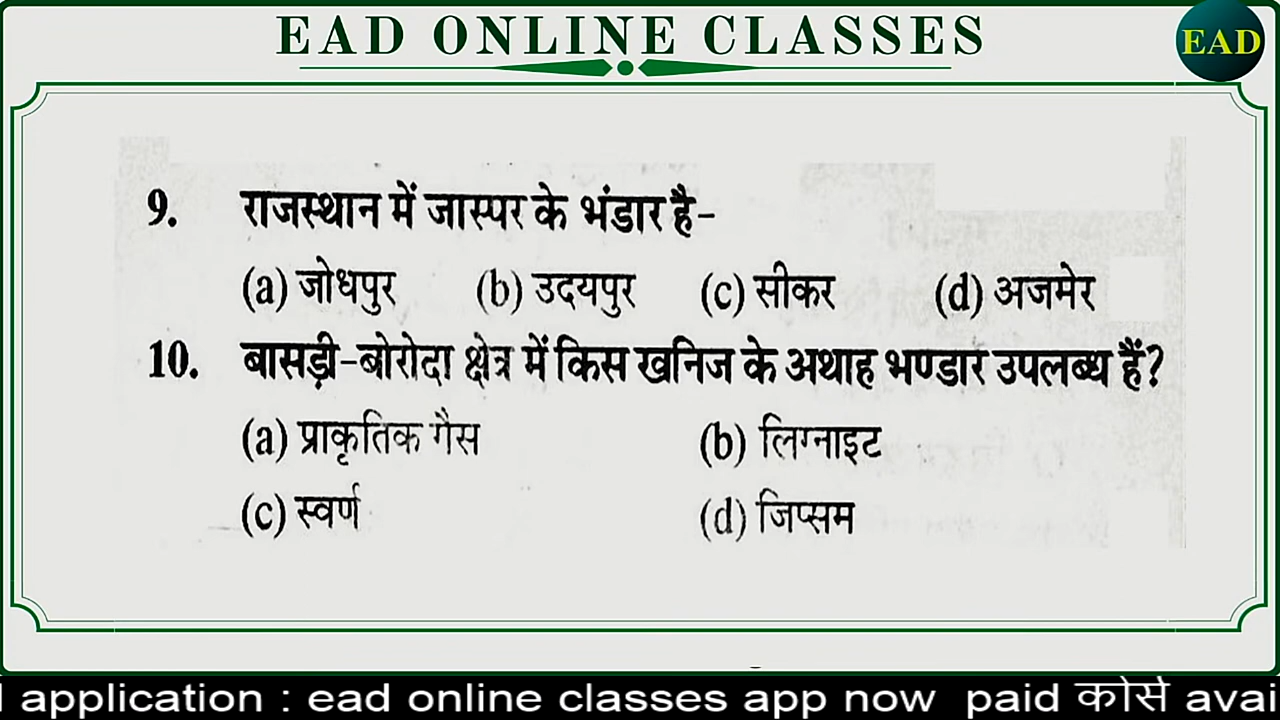 EAD ONLINE CLASSES
EAD
9. राजस्थान में जास्पर के भंडार है-
(a) जोधपुर (b) उदयपुर (c) सीकर (d) अजमेर
10. बासड़ी-बोरोदा क्षेत्र में किस खनिज के अथाह भण्डार उपलब्ध हैं?
(a) प्राकृतिक गैस (b) लिग्नाइट
(c) स्वर्ण (d) जिप्सम
application : ead online classes app now paid कोर्स avai